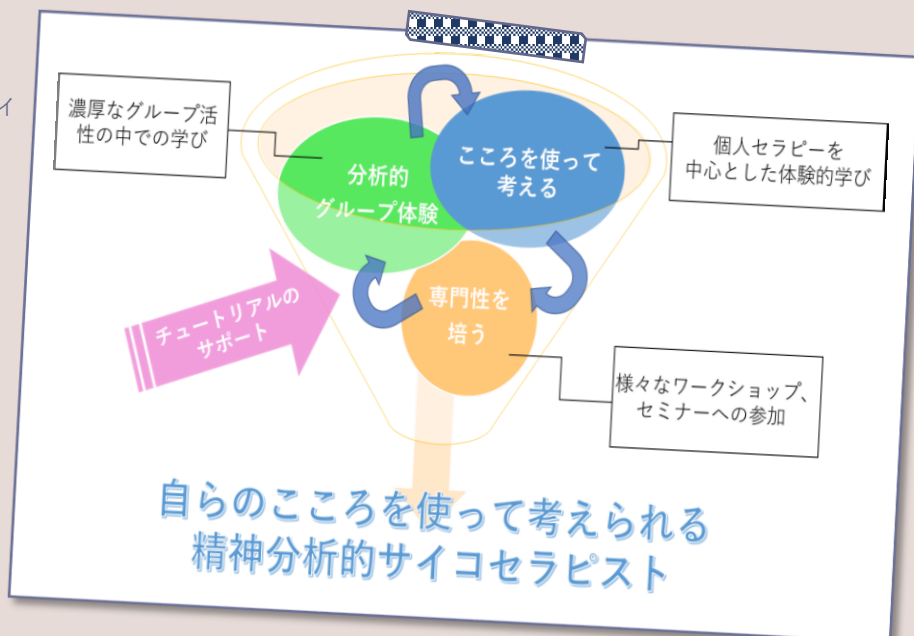 イ
濃厚なグループ活
性の中での学び
分析的
グループ体験
こころを使って
考える
個人セラピーを
中心とした体験的学び
チュートリアルの
サポート
専門性を
培う
様々なワークショップ、
セミナーへの参加
自らのこころを使って考えられる
精神分析的サイコセラピスト